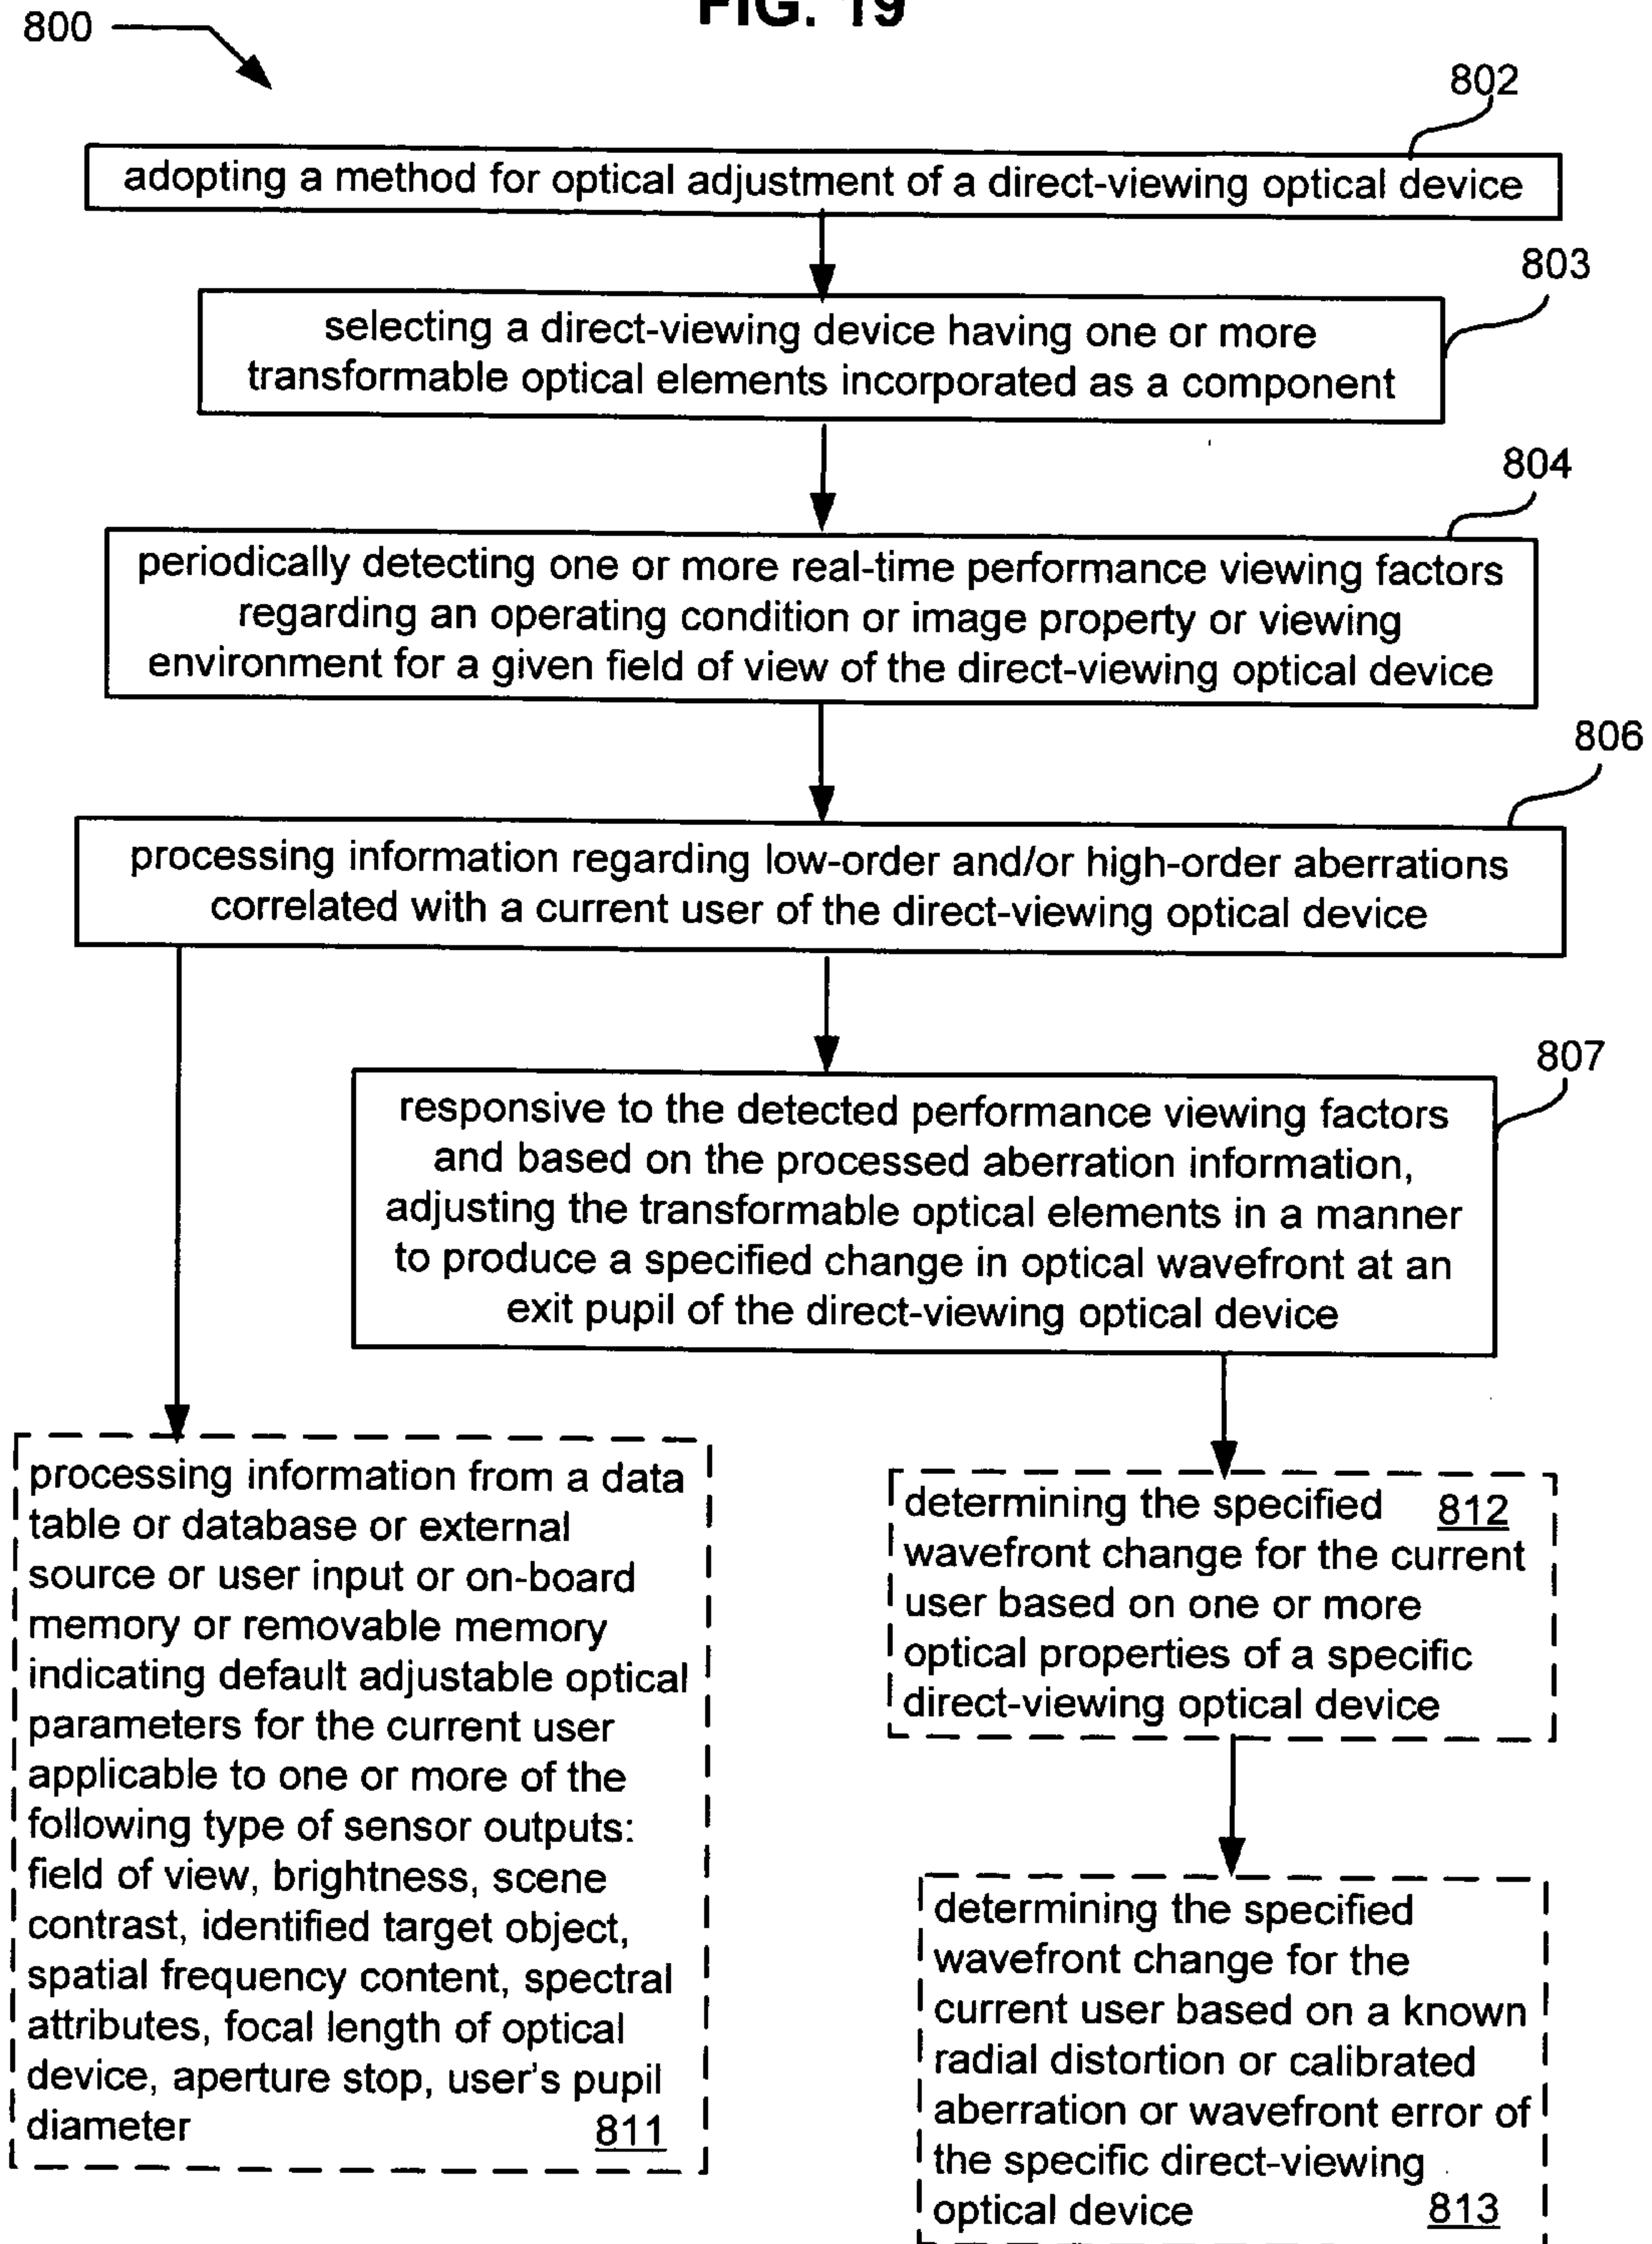 FIG. 19
800
802
adopting a method for optical adjustment of a direct-viewing optical device
803
selecting a direct-viewing device having one or more
transformable optical elements incorporated as a component
804
periodically detecting one or more real-time performance viewing factors
regarding an operating condition or image property or viewing
environment for a given field of view of the direct-viewing optical device
806
processing information regarding low-order and/or high-order aberrations
correlated with a current user of the direct-viewing optical device
807
responsive to the detected performance viewing factors
and based on the processed aberration information,
adjusting the transformable optical elements in a manner
to produce a specified change in optical wavefront at an
exit pupil of the direct-viewing optical device
processing information from a data
table or database or external
source or user input or on-board
memory or removable memory
indicating default adjustable optical
parameters for the current user
applicable to one or more of the
following type of sensor outputs:
field of view, brightness, scene
contrast, identified target object,
spatial frequency content, spectral
attributes, focal length of optical
device, aperture stop, user's pupil
diameter 811
determining the specified 812
wavefront change for the current
user based on one or more
optical properties of a specific
direct-viewing optical device
determining the specified
wavefront change for the
current user based on a known
radial distortion or calibrated
aberration or wavefront error of
the specific direct-viewing
optical device 813